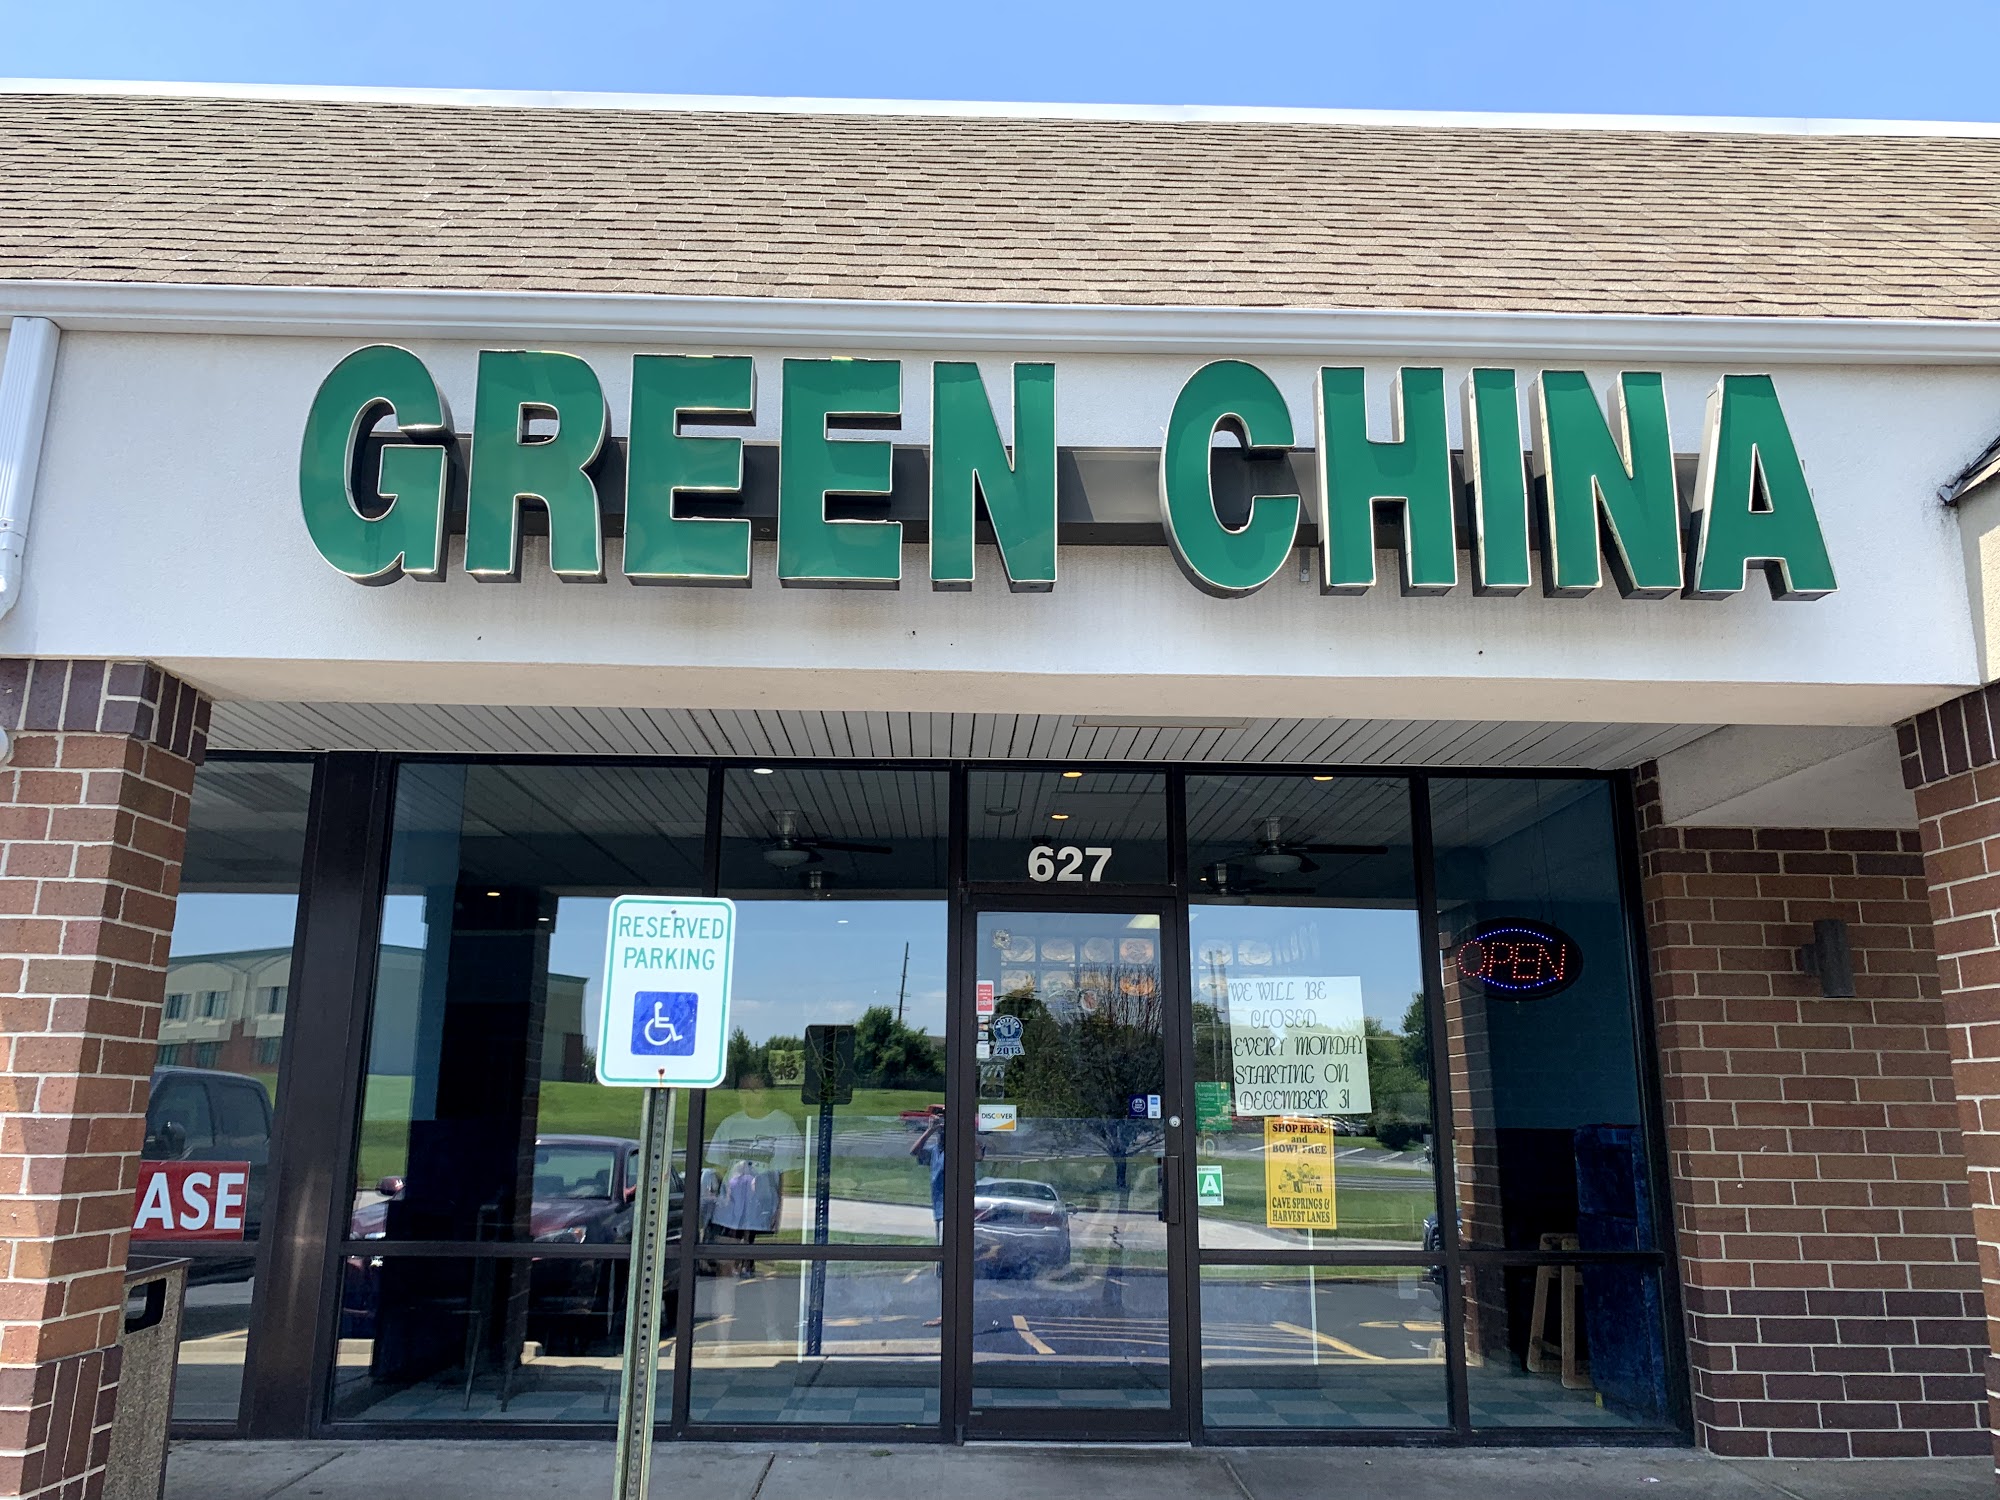 GREEN CHINA
627
RESERVED
PARKING
OPEN
WE WILL BE
CLOSED
EVERY MONDAY
STARTING ON
DECEMBER 31
2013
DISCOVER
SHOP HERE
and
BOWL FREE
CAVE SPRINGS &
HARVEST LANES
A
ASE